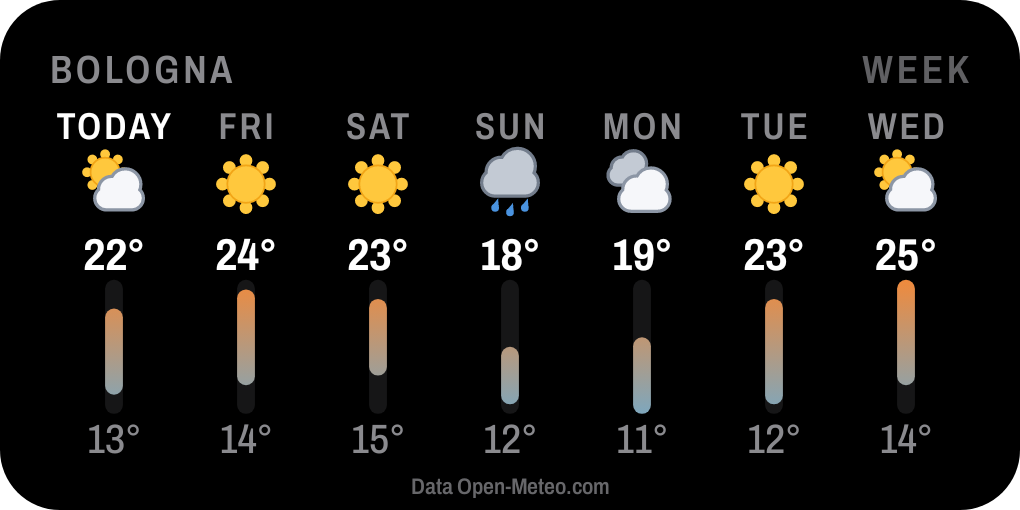 BOLOGNA WEEK
TODAY FRI SAT SUN MON TUE WED
22° 24° 23° 18° 19° 23° 25°
13° 14° 15° 12° 11° 12° 14°
Data Open-Meteo.com